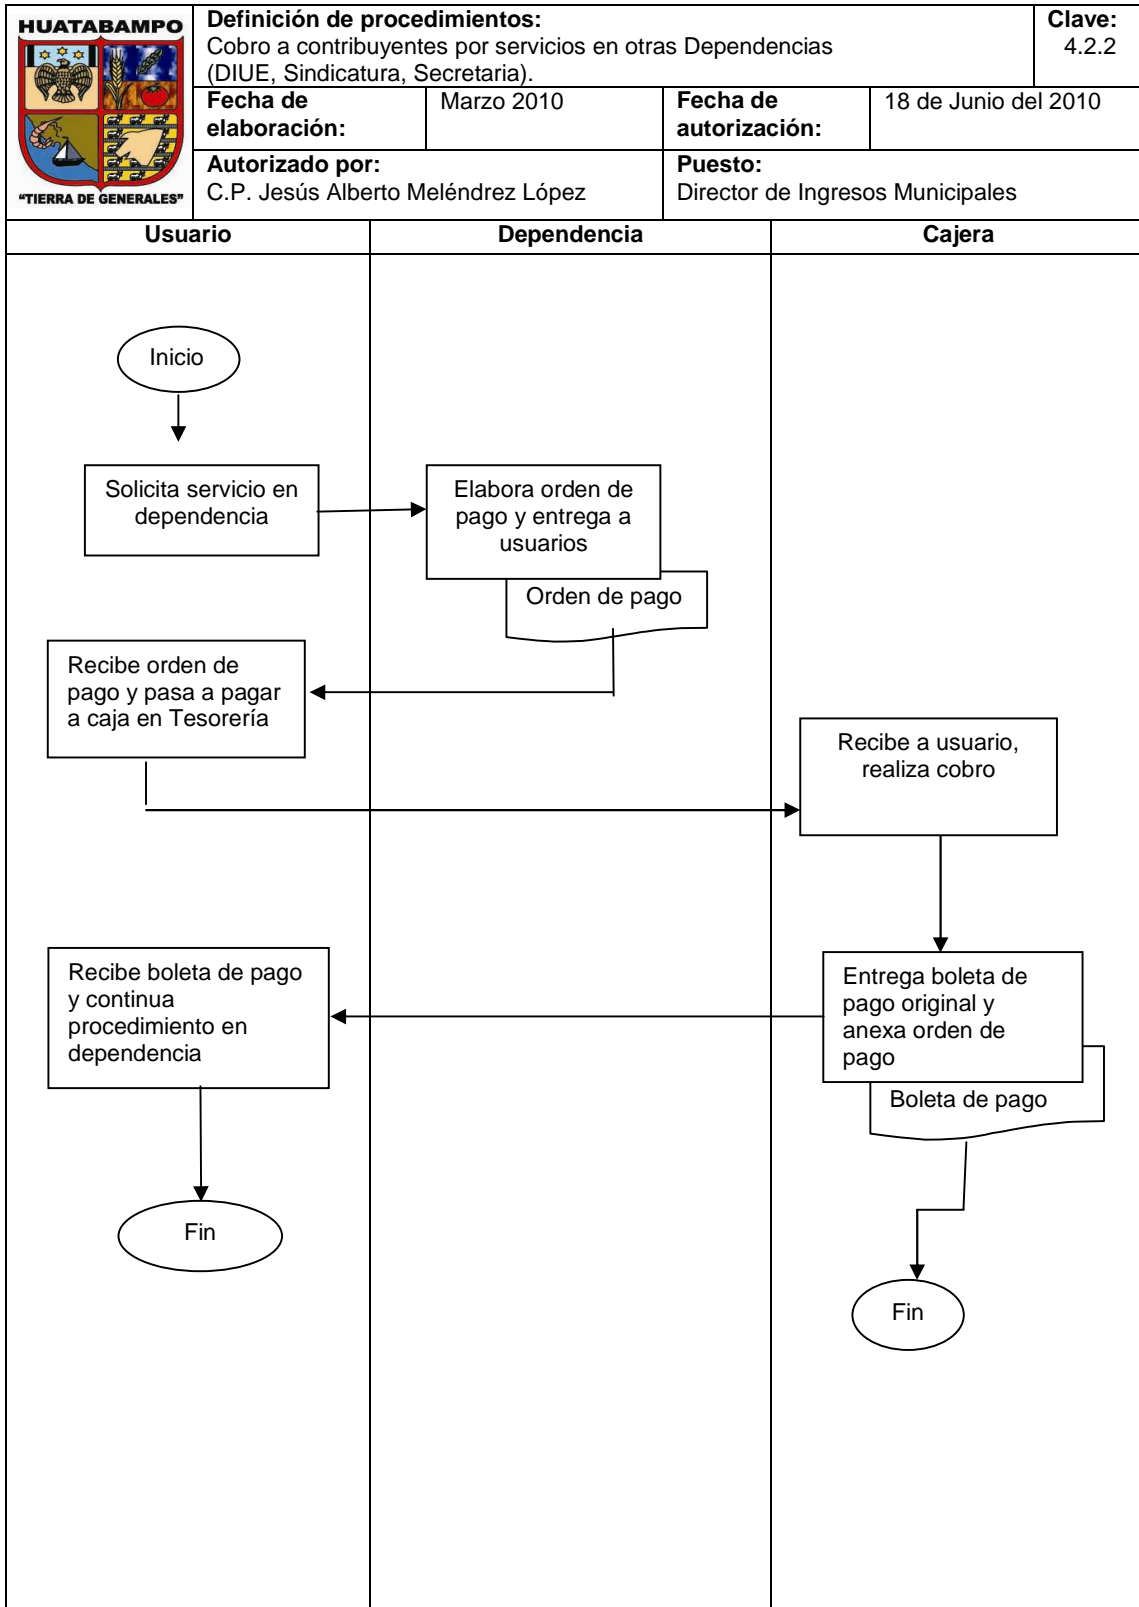 HUATABAMPO
"TIERRA DE GENERALES"
Definición de procedimientos:
Cobro a contribuyentes por servicios en otras Dependencias
(DIUE, Sindicatura, Secretaria).
Clave:
4.2.2
Fecha de
elaboración:
Marzo 2010
Fecha de
autorización:
18 de Junio del 2010
Autorizado por:
C.P. Jesús Alberto Meléndrez López
Puesto:
Director de Ingresos Municipales
Usuario
Dependencia
Cajera
Inicio
Solicita servicio en
dependencia
Elabora orden de
pago y entrega a
usuarios
Orden de pago
Recibe orden de
pago y pasa a pagar
a caja en Tesorería
Recibe a usuario,
realiza cobro
Entrega boleta de
pago original y
anexa orden de
pago
Boleta de pago
Recibe boleta de pago
y continua
procedimiento en
dependencia
Fin
Fin